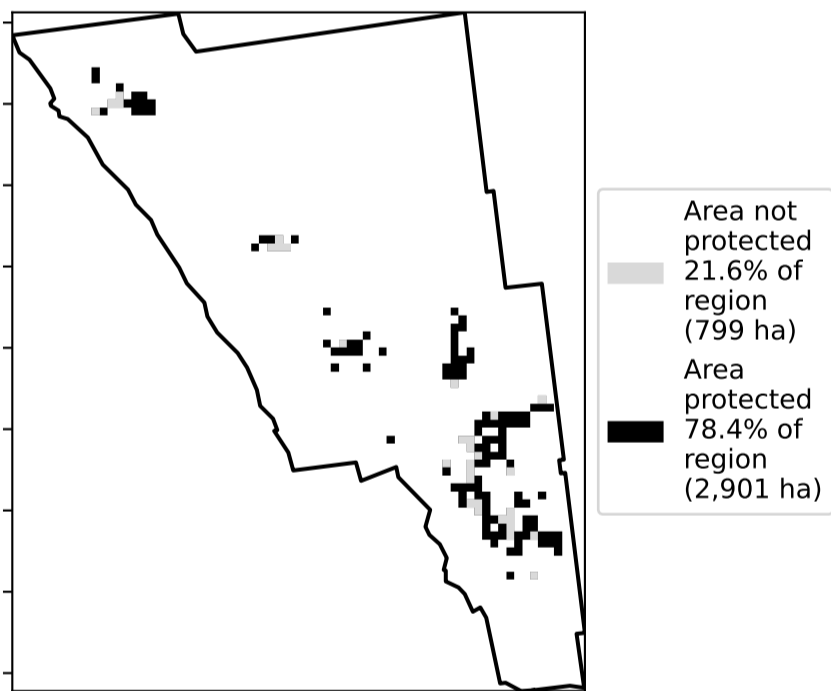 Area not
protected
21.6% of
region
(799 ha)
Area
protected
78.4% of
region
(2,901 ha)